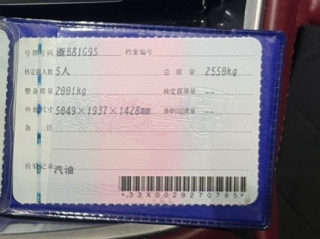 号牌号码 浙B81G95 档案编号
核定载人数 5人 总质量 2550kg
整备质量 2001kg 核定载质量 --
外廓尺寸 5049×1937×1428mm 准牵引总质量 --
备注
检验记录 汽油
*33X0029270785*